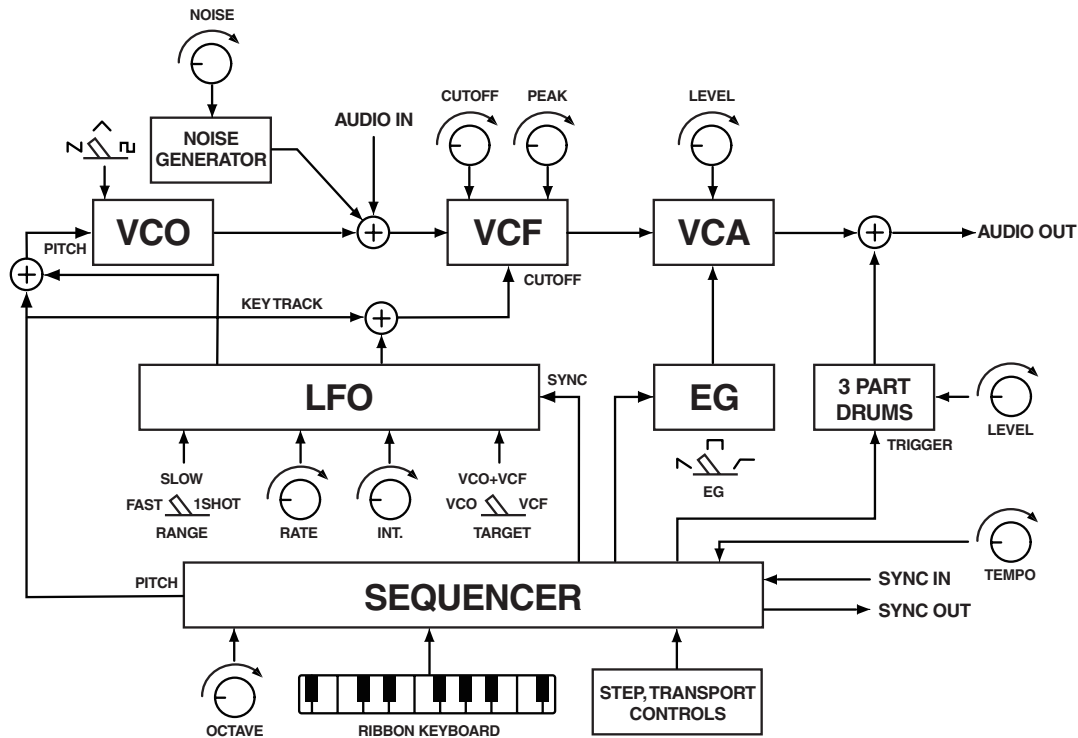 NOISE
CUTOFF
PEAK
LEVEL
AUDIO IN
NOISE
GENERATOR
VCO
VCF
VCA
PITCH
AUDIO OUT
CUTOFF
KEY TRACK
LFO
SYNC
EG
3 PART
DRUMS
LEVEL
TRIGGER
SLOW
FAST
1SHOT
RANGE
RATE
INT.
VCO+VCF
VCO
VCF
TARGET
EG
PITCH
SEQUENCER
TEMPO
SYNC IN
SYNC OUT
OCTAVE
RIBBON KEYBOARD
STEP, TRANSPORT
CONTROLS